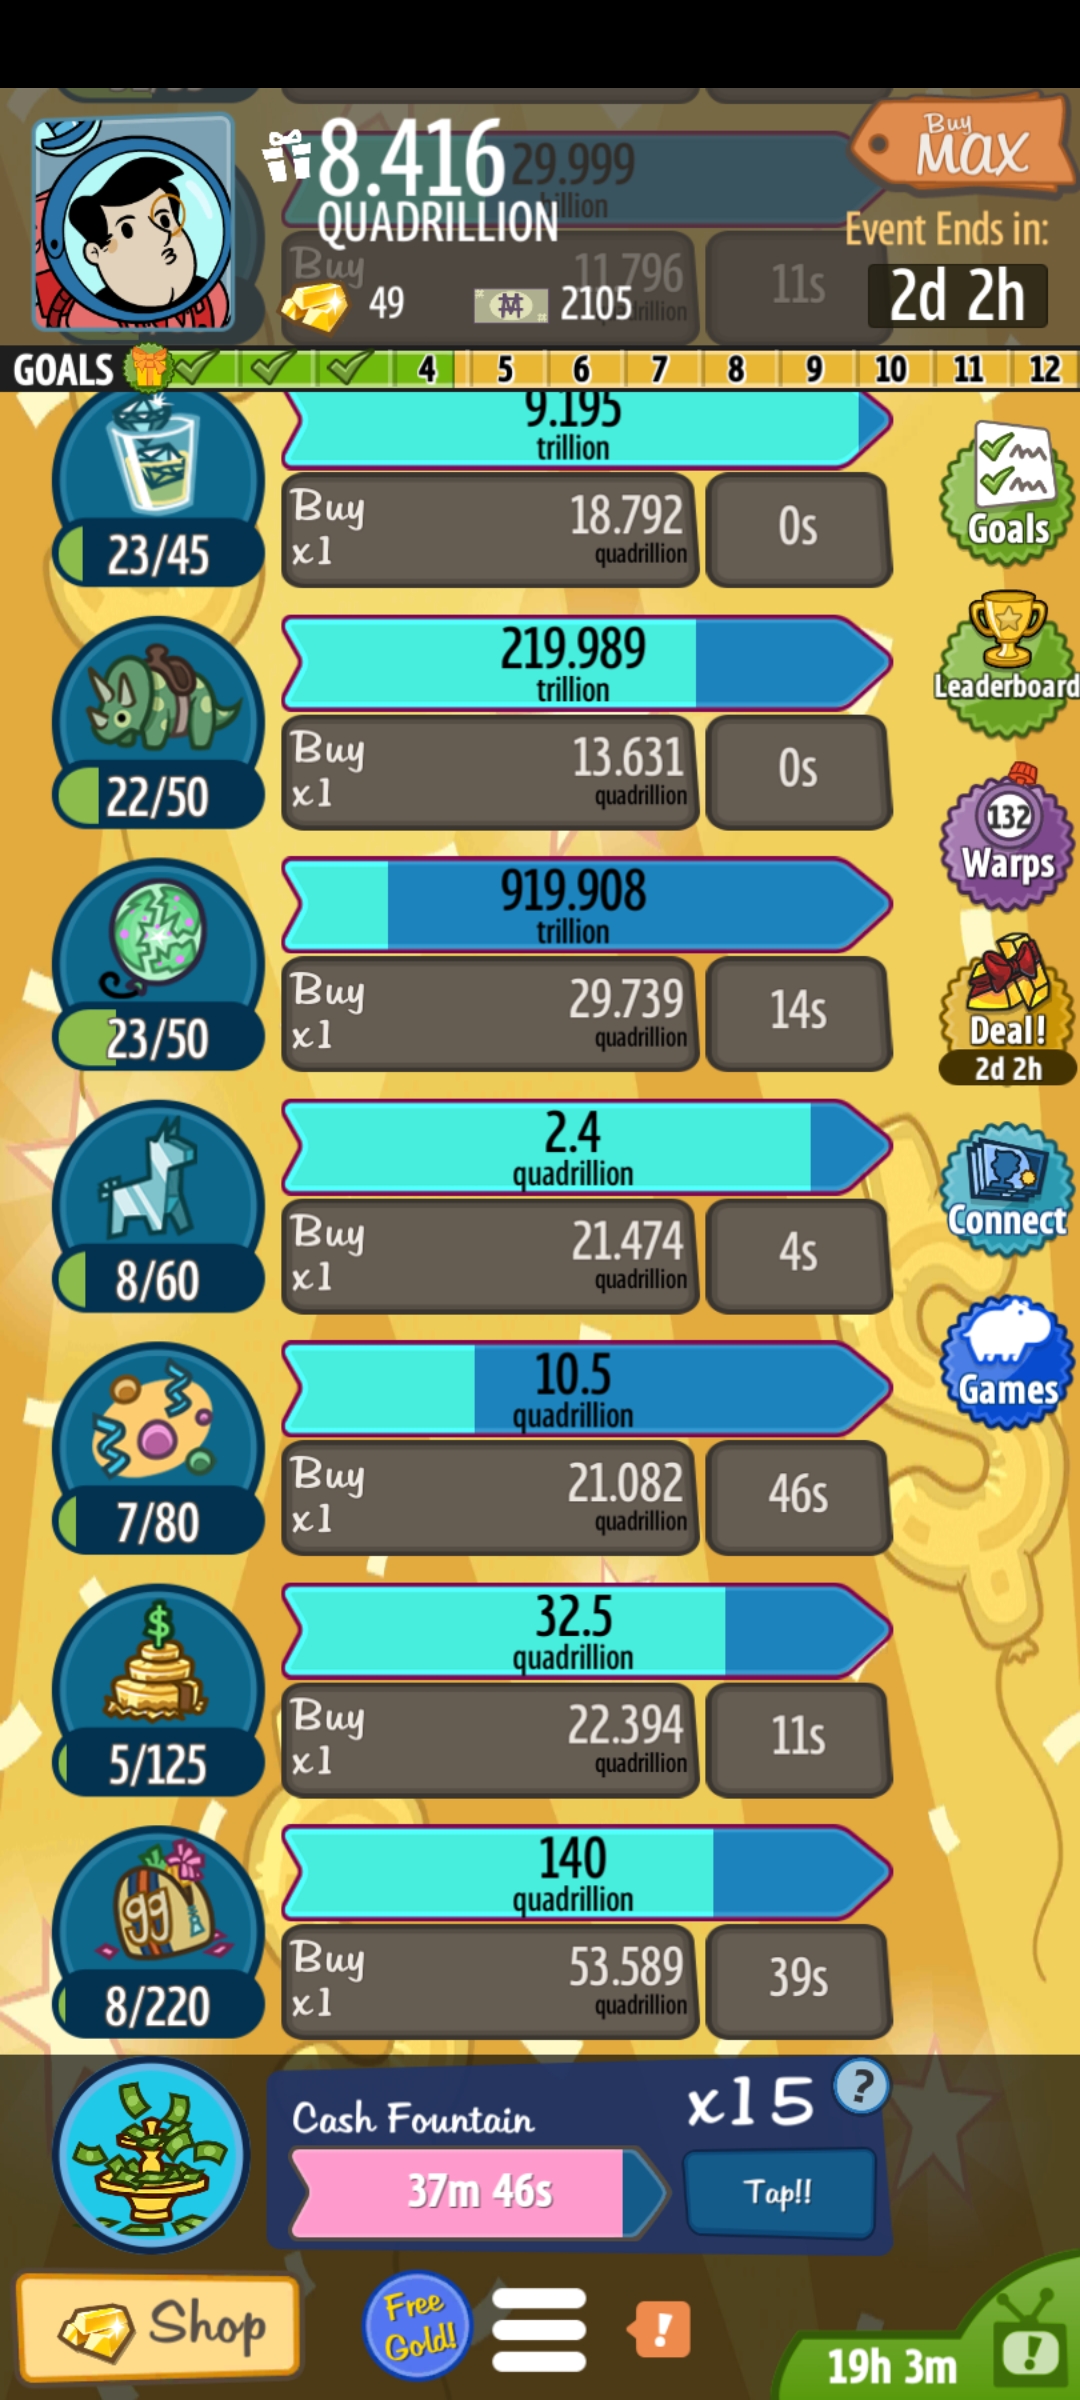 8.416
QUADRILLION
29.999
Buy
MAX
Event Ends in:
2d 2h
Buy
11.796
11s
49
2105
GOALS
4 5 6 7 8 9 10 11 12
9.195
trillion
Buy
x1
18.792
quadrillion
0s
23/45
Goals
219.989
trillion
Buy
x1
13.631
quadrillion
0s
22/50
Leaderboard
132
Warps
919.908
trillion
Buy
x1
29.739
quadrillion
14s
23/50
Deal!
2d 2h
2.4
quadrillion
Buy
x1
21.474
quadrillion
4s
8/60
Connect
10.5
quadrillion
Buy
x1
21.082
quadrillion
46s
7/80
Games
$
32.5
quadrillion
Buy
x1
22.394
quadrillion
11s
5/125
99
140
quadrillion
Buy
x1
53.589
quadrillion
39s
8/220
Cash Fountain
x15
?
37m 46s
Tap!!
Shop
Free
Gold!
!
19h 3m
!